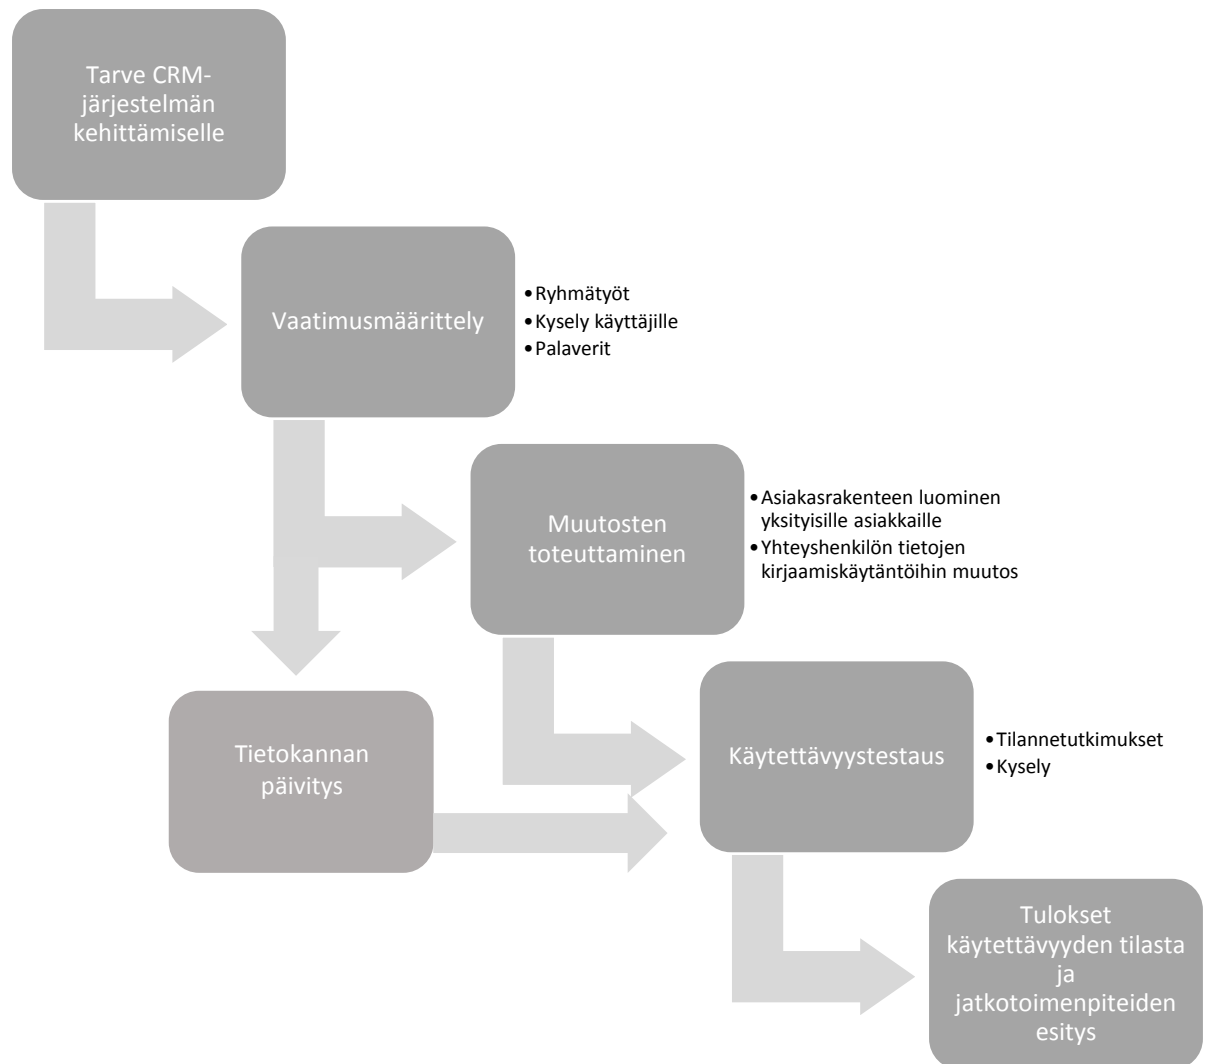 Tarve CRM-
järjestelmän
kehittämiselle
Vaatimusmäärittely
•Ryhmätyöt
•Kysely käyttäjille
•Palaverit
Muutosten
toteuttaminen
•Asiakasrakenteen luominen
yksityisille asiakkaille
•Yhteyshenkilön tietojen
kirjaamiskäytäntöihin muutos
Tietokannan
päivitys
Käytettävyystestaus
•Tilannetutkimukset
•Kysely
Tulokset
käytettävyyden tilasta
ja
jatkotoimenpiteiden
esitys